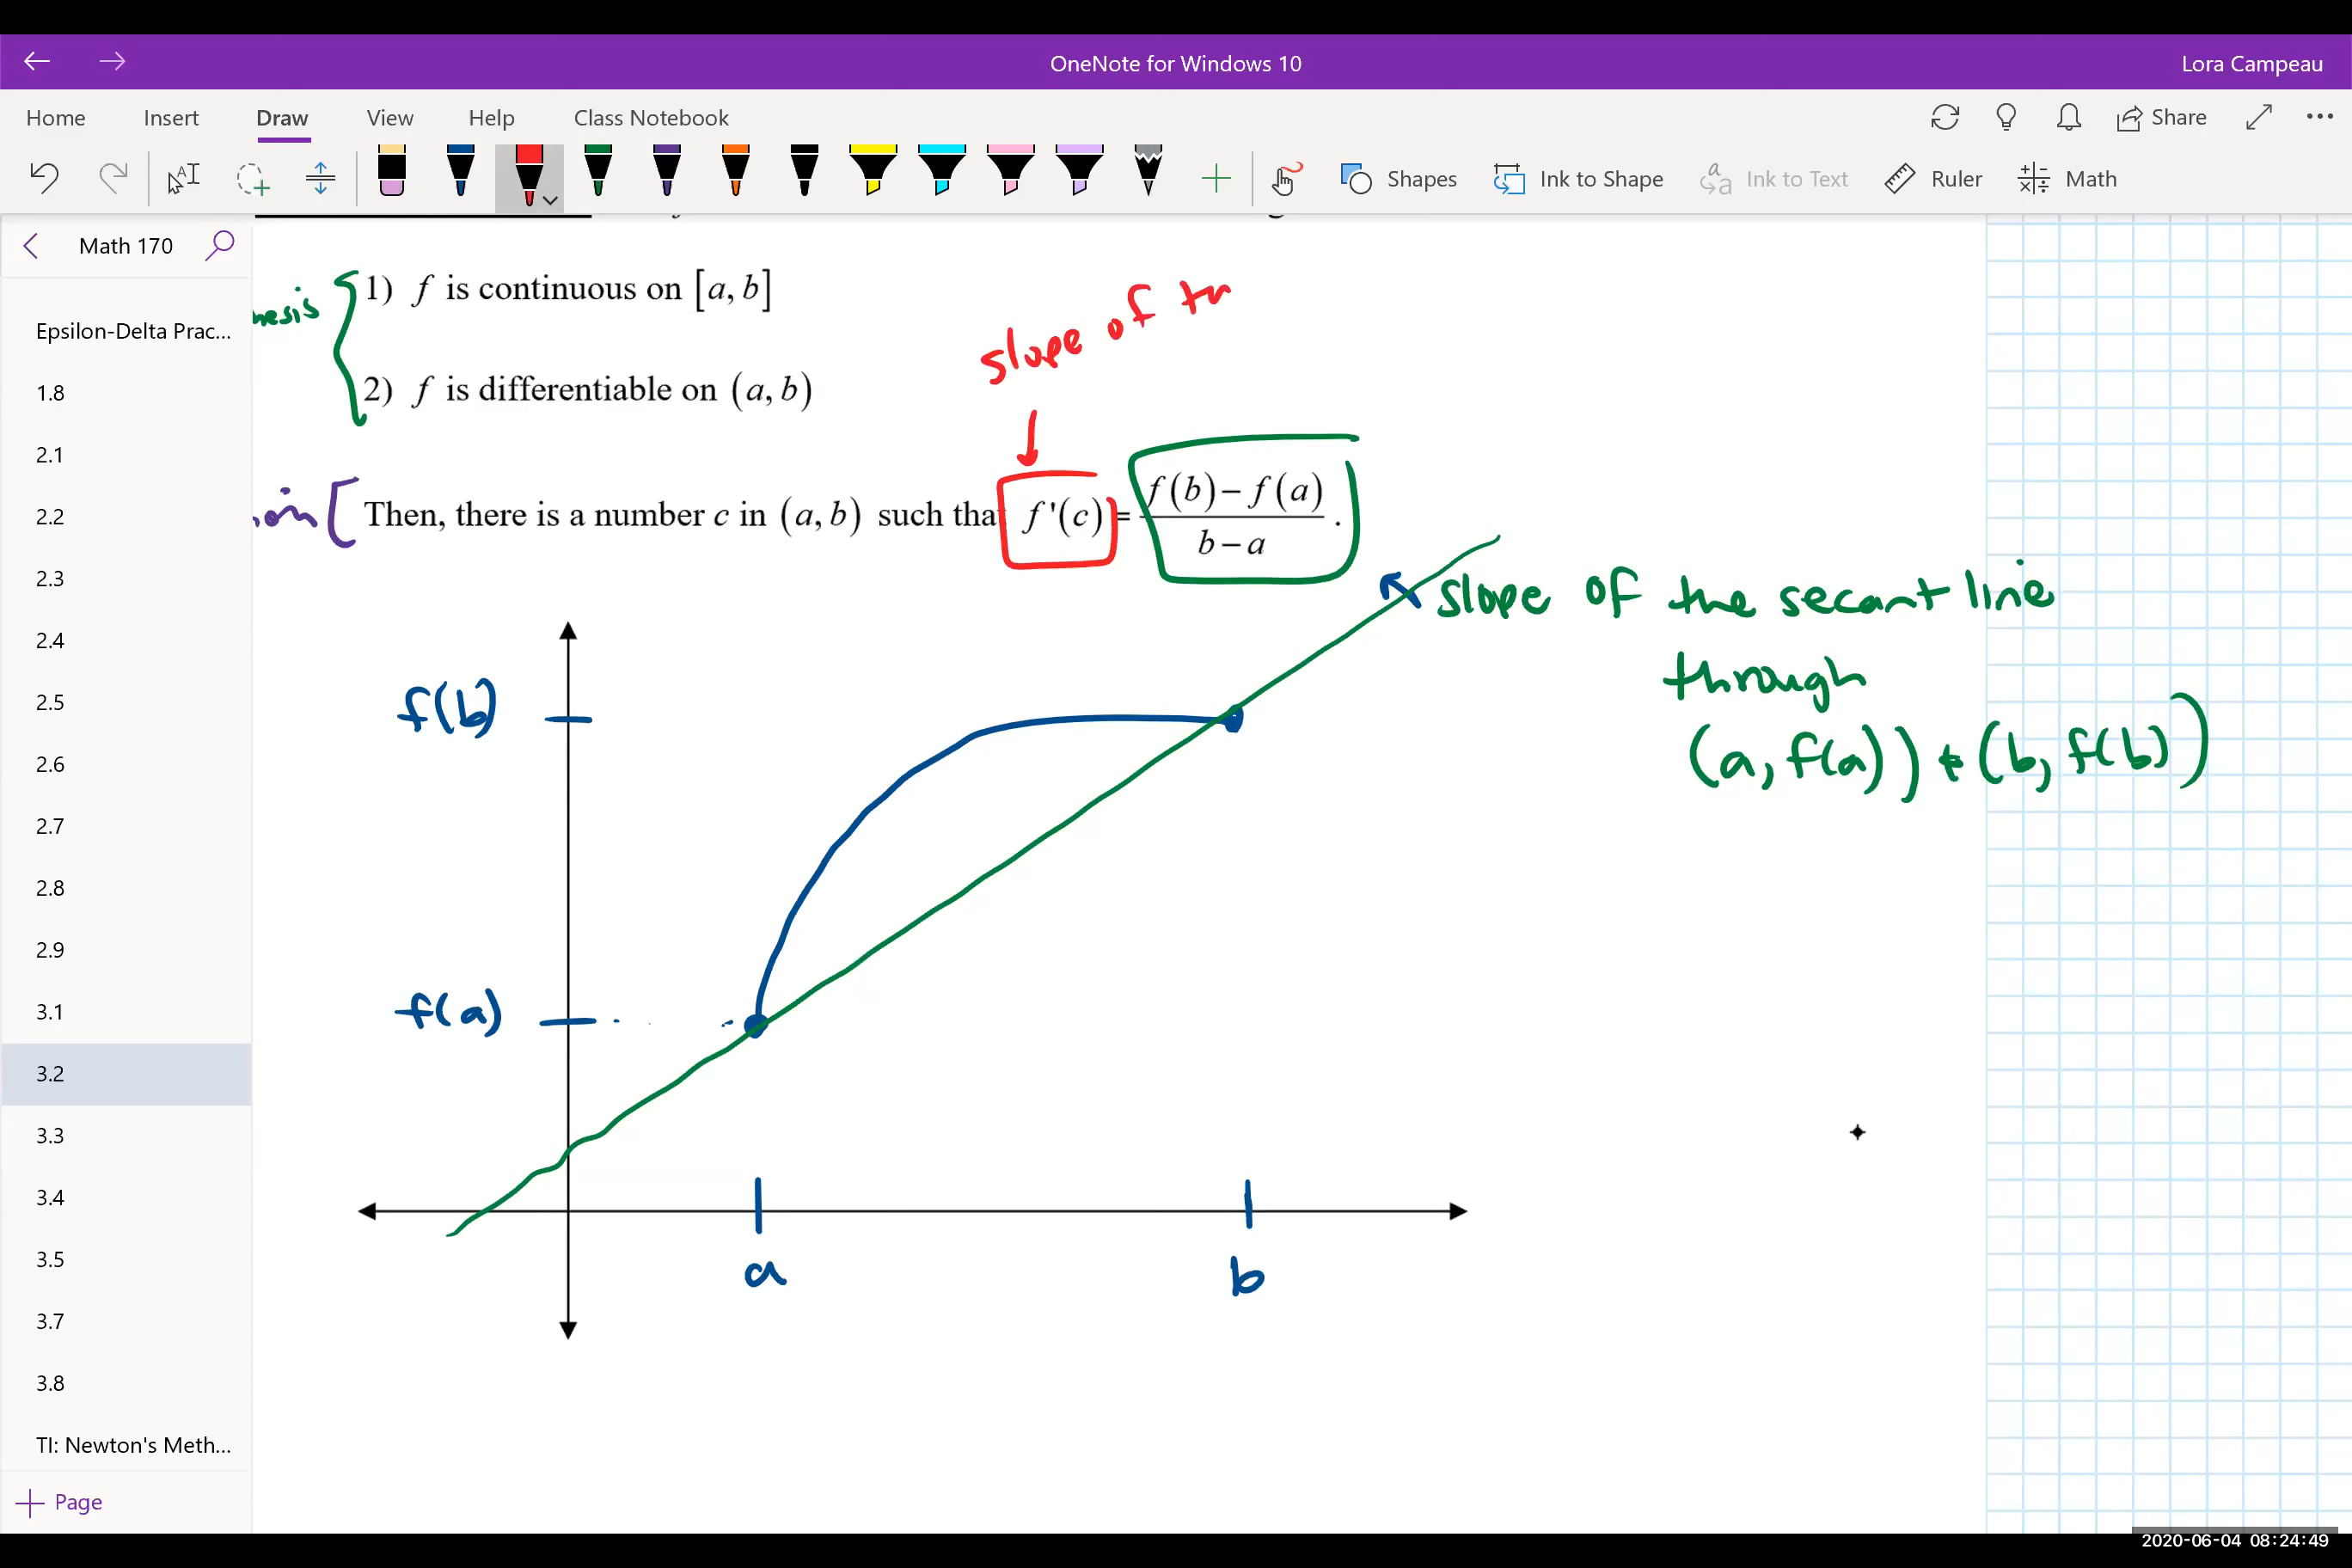 OneNote for Windows 10
Lora Campeau
Home Insert Draw View Help Class Notebook
Share
Shapes Ink to Shape Ink to Text Ruler Math
Math 170
Epsilon-Delta Prac...
1.8
2.1
2.2
2.3
2.4
2.5
2.6
2.7
2.8
2.9
3.1
3.2
3.3
3.4
3.5
3.7
3.8
TI: Newton's Meth...
Page
hesis
1) f is continuous on [a, b]
2) f is differentiable on (a, b)
slope of
Then, there is a number c in (a, b) such that f'(c) = (f(b) − f(a))/(b − a).
slope of the secant line
through
(a, f(a)) + (b, f(b))
f(b)
f(a)
a
b
2020-06-04 08:24:49